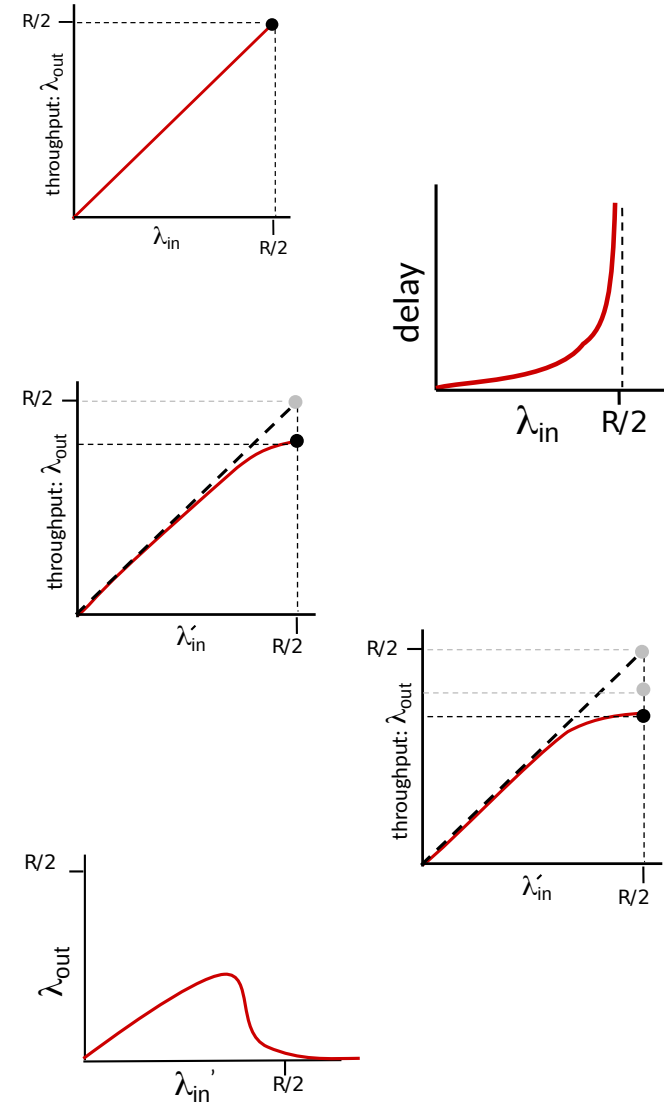 R/2
throughput: λout
λin
R/2
delay
λin
R/2
R/2
throughput: λout
λ′in
R/2
R/2
throughput: λout
λ′in
R/2
R/2
λout
λin'
R/2